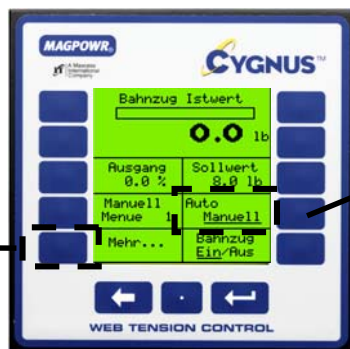 MAGPOWR®
A Maxcess
International
Company
CYGNUS™
Bahnzug Istwert
0.0 lb
Ausgang
0.0 %
Sollwert
8.0 lb
Manuell
Menue 1
Auto
Manuell
Mehr...
Bahnzug
Ein/Aus
WEB TENSION CONTROL